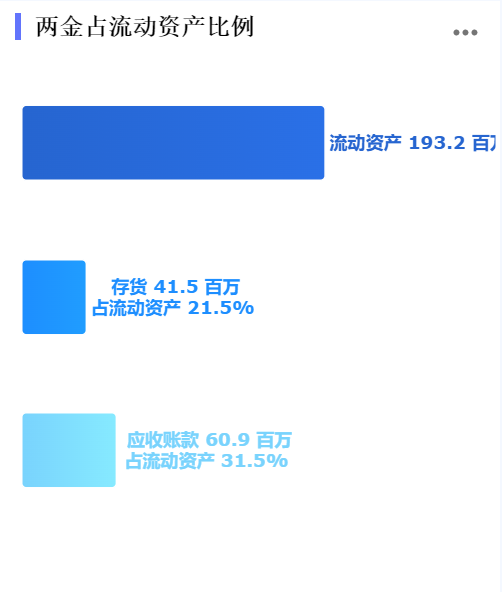 两金占流动资产比例
流动资产 193.2 百
存货 41.5 百万
占流动资产 21.5%
应收账款 60.9 百万
占流动资产 31.5%